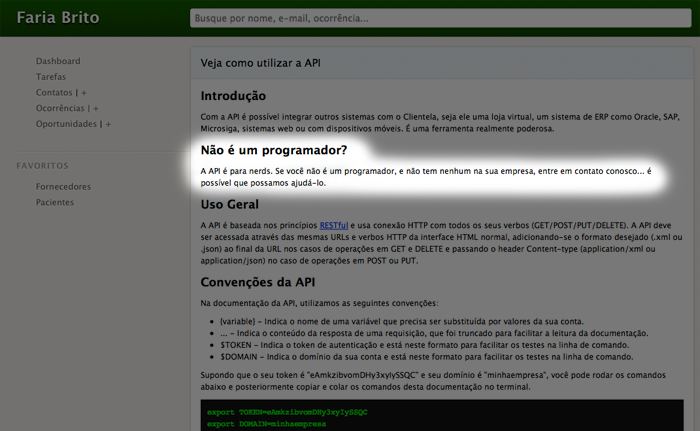 Faria Brito
Busque por nome, e-mail, ocorrência...
Dashboard
Tarefas
Contatos | +
Ocorrências | +
Oportunidades | +
FAVORITOS
Fornecedores
Pacientes
Veja como utilizar a API
Introdução
Com a API é possível integrar outros sistemas com o Clientela, seja ele uma loja virtual, um sistema de ERP como Oracle, SAP,
Microsiga, sistemas web ou com dispositivos móveis. É uma ferramenta realmente poderosa.
Não é um programador?
A API é para nerds. Se você não é um programador, e não tem nenhum na sua empresa, entre em contato conosco... é
possível que possamos ajudá-lo.
Uso Geral
A API é baseada nos princípios RESTful e usa conexão HTTP com todos os seus verbos (GET/POST/PUT/DELETE). A API deve
ser acessada através das mesmas URLs e verbos HTTP da interface HTML normal, adicionando-se o formato desejado (.xml ou
.json) ao final da URL nos casos de operações em GET e DELETE e passando o header Content-type (application/xml ou
application/json) no caso de operações em POST ou PUT.
Convenções da API
Na documentação da API, utilizamos as seguintes convenções:
• {variable} - Indica o nome de uma variável que precisa ser substituída por valores da sua conta.
• ... - Indica o conteúdo da resposta de uma requisição, que foi truncado para facilitar a leitura da documentação.
• $TOKEN - Indica o token de autenticação e está neste formato para facilitar os testes na linha de comando.
• $DOMAIN - Indica o domínio da sua conta e está neste formato para facilitar os testes na linha de comando.
Supondo que o seu token é "eAmkzibvomDHy3xyIySSQC" e seu domínio é "minhaempresa", você pode rodar os comandos
abaixo e posteriormente copiar e colar os comandos desta documentação no terminal.
export TOKEN=eAmkzibvomDHy3xyIySSQC
export DOMAIN=minhaempresa